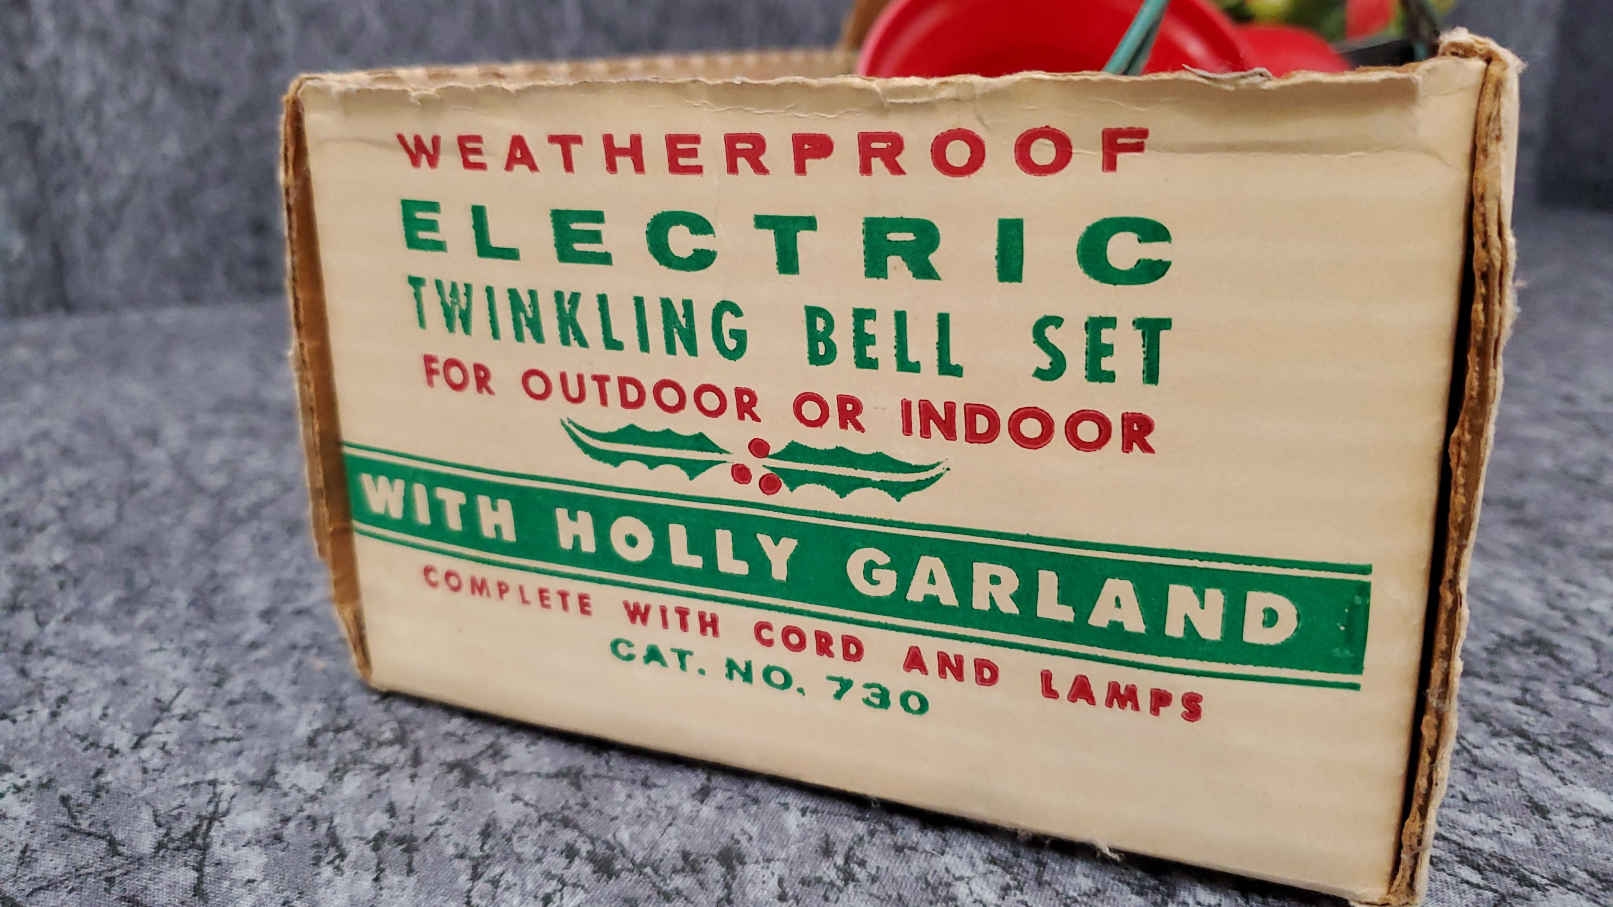 WEATHERPROOF
ELECTRIC
TWINKLING BELL SET
FOR OUTDOOR OR INDOOR
WITH HOLLY GARLAND
COMPLETE WITH CORD AND LAMPS
CAT. NO. 730